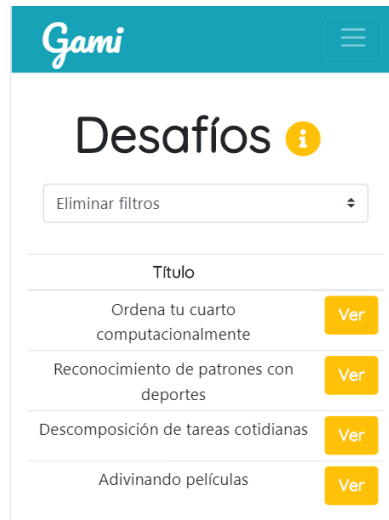 Gami
Desafíos
Eliminar filtros
Título
Ordena tu cuarto
computacionalmente
Ver
Reconocimiento de patrones con
deportes
Ver
Descomposición de tareas cotidianas
Ver
Adivinando películas
Ver